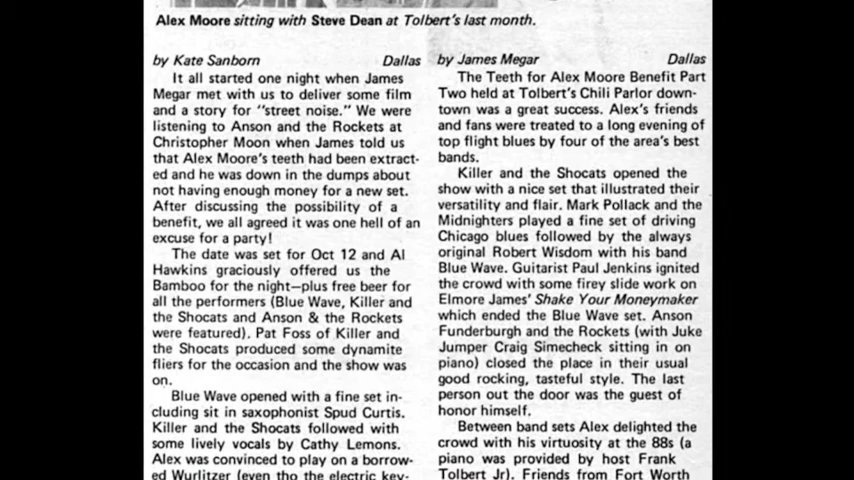 Alex Moore sitting with Steve Dean at Tolbert's last month.
by Kate Sanborn Dallas
It all started one night when James
Megar met with us to deliver some film
and a story for "street noise." We were
listening to Anson and the Rockets at
Christopher Moon when James told us
that Alex Moore's teeth had been extract-
ed and he was down in the dumps about
not having enough money for a new set.
After discussing the possibility of a
benefit, we all agreed it was one hell of an
excuse for a party!
The date was set for Oct 12 and Al
Hawkins graciously offered us the
Bamboo for the night—plus free beer for
all the performers (Blue Wave, Killer and
the Shocats and Anson & the Rockets
were featured). Pat Foss of Killer and
the Shocats produced some dynamite
fliers for the occasion and the show was
on.
Blue Wave opened with a fine set in-
cluding sit in saxophonist Spud Curtis.
Killer and the Shocats followed with
some lively vocals by Cathy Lemons.
Alex was convinced to play on a borrow-
ed Wurlitzer (even tho the electric key-
by James Megar Dallas
The Teeth for Alex Moore Benefit Part
Two held at Tolbert's Chili Parlor down-
town was a great success. Alex's friends
and fans were treated to a long evening of
top flight blues by four of the area's best
bands.
Killer and the Shocats opened the
show with a nice set that illustrated their
versatility and flair. Mark Pollack and the
Midnighters played a fine set of driving
Chicago blues followed by the always
original Robert Wisdom with his band
Blue Wave. Guitarist Paul Jenkins ignited
the crowd with some firey slide work on
Elmore James' Shake Your Moneymaker
which ended the Blue Wave set. Anson
Funderburgh and the Rockets (with Juke
Jumper Craig Simecheck sitting in on
piano) closed the place in their usual
good rocking, tasteful style. The last
person out the door was the guest of
honor himself.
Between band sets Alex delighted the
crowd with his virtuosity at the 88s (a
piano was provided by host Frank
Tolbert Jr). Friends from Fort Worth